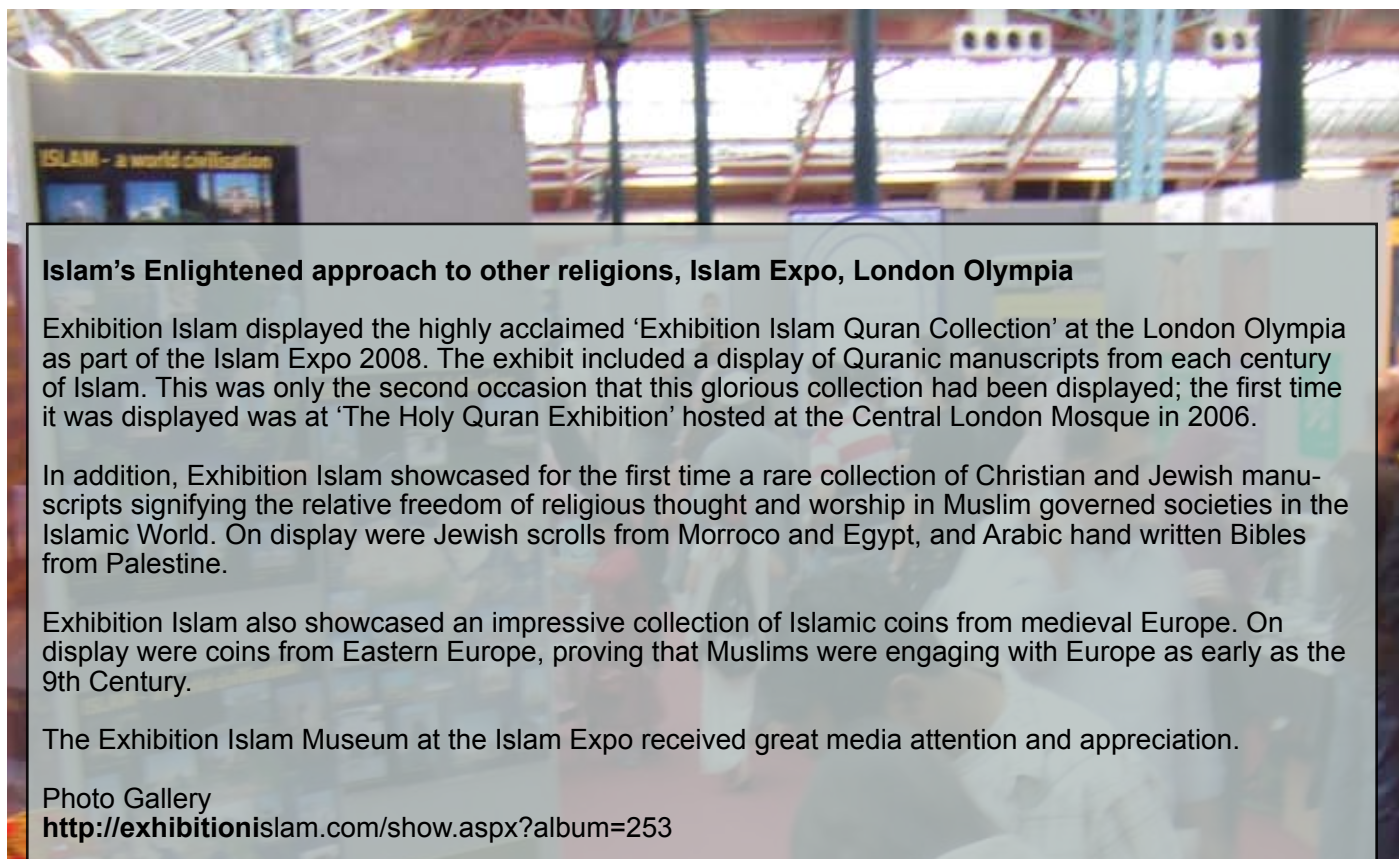 ISLAM - a world civilisation
Islam’s Enlightened approach to other religions, Islam Expo, London Olympia
Exhibition Islam displayed the highly acclaimed ‘Exhibition Islam Quran Collection’ at the London Olympia
as part of the Islam Expo 2008. The exhibit included a display of Quranic manuscripts from each century
of Islam. This was only the second occasion that this glorious collection had been displayed; the first time
it was displayed was at ‘The Holy Quran Exhibition’ hosted at the Central London Mosque in 2006.
In addition, Exhibition Islam showcased for the first time a rare collection of Christian and Jewish manu-
scripts signifying the relative freedom of religious thought and worship in Muslim governed societies in the
Islamic World. On display were Jewish scrolls from Morroco and Egypt, and Arabic hand written Bibles
from Palestine.
Exhibition Islam also showcased an impressive collection of Islamic coins from medieval Europe. On
display were coins from Eastern Europe, proving that Muslims were engaging with Europe as early as the
9th Century.
The Exhibition Islam Museum at the Islam Expo received great media attention and appreciation.
Photo Gallery
http://exhibitionislam.com/show.aspx?album=253